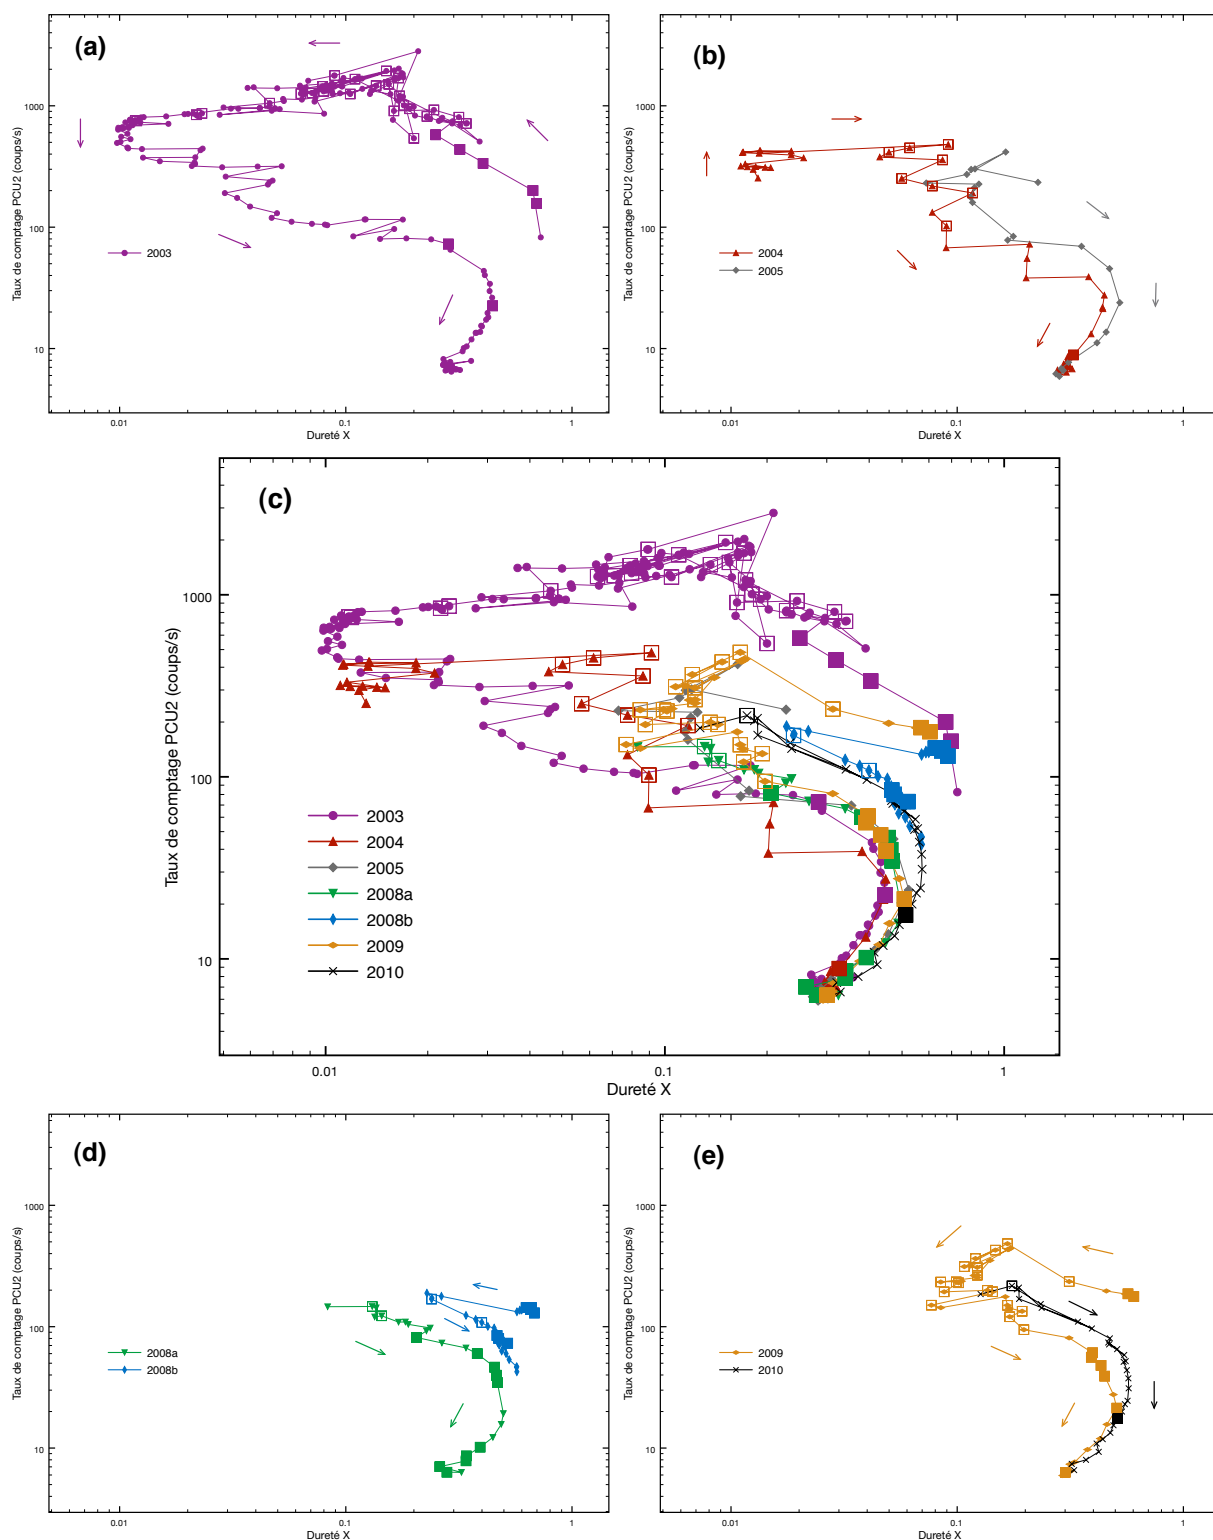 (a)
Taux de comptage PCU2 (coups/s)
1000
100
10
2003
0.01
0.1
1
Dureté X
(b)
Taux de comptage PCU2 (coups/s)
1000
100
10
2004
2005
0.01
0.1
1
Dureté X
(c)
Taux de comptage PCU2 (coups/s)
1000
100
10
2003
2004
2005
2008a
2008b
2009
2010
0.01
0.1
1
Dureté X
(d)
Taux de comptage PCU2 (coups/s)
1000
100
10
2008a
2008b
0.01
0.1
1
Dureté X
(e)
Taux de comptage PCU2 (coups/s)
1000
100
10
2009
2010
0.01
0.1
1
Dureté X